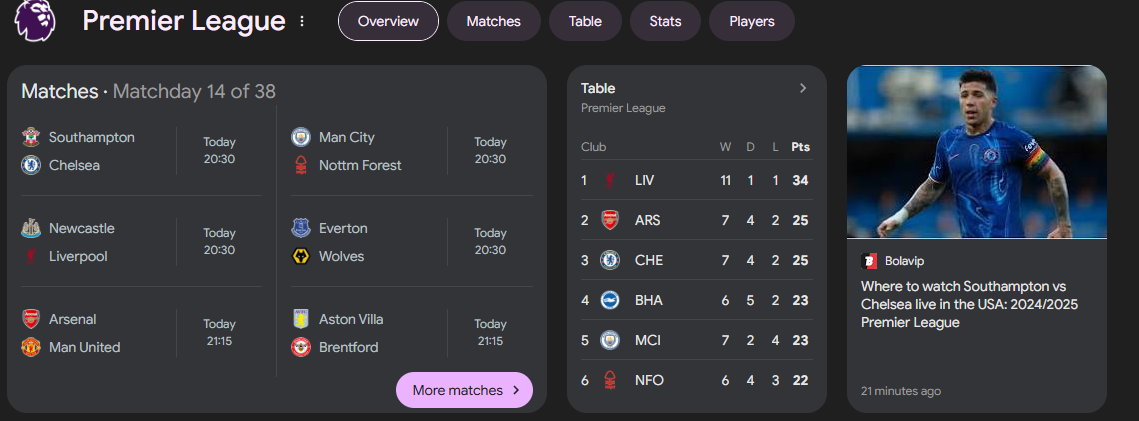 Premier League
Overview
Matches
Table
Stats
Players
Matches · Matchday 14 of 38
Southampton
Chelsea
Today
20:30
Man City
Nottm Forest
Today
20:30
Newcastle
Liverpool
Today
20:30
Everton
Wolves
Today
20:30
Arsenal
Man United
Today
21:15
Aston Villa
Brentford
Today
21:15
More matches
Table
Premier League
Club W D L Pts
1 LIV 11 1 1 34
2 ARS 7 4 2 25
3 CHE 7 4 2 25
4 BHA 6 5 2 23
5 MCI 7 2 4 23
6 NFO 6 4 3 22
Bolavip
Where to watch Southampton vs
Chelsea live in the USA: 2024/2025
Premier League
21 minutes ago